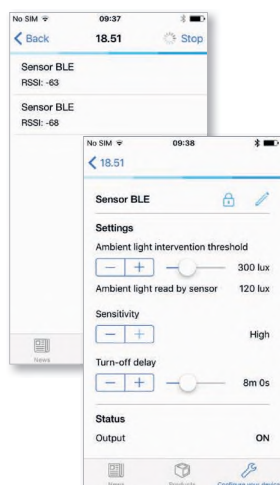 No SIM 09:37
Back 18.51 Stop
Sensor BLE
RSSI: -63
Sensor BLE
RSSI: -68
News
No SIM 09:38
18.51
Sensor BLE
Settings
Ambient light intervention threshold
− + 300 lux
Ambient light read by sensor 120 lux
Sensitivity
− + High
Turn-off delay
− + 8m 0s
Status
Output ON
News Products Configure your device